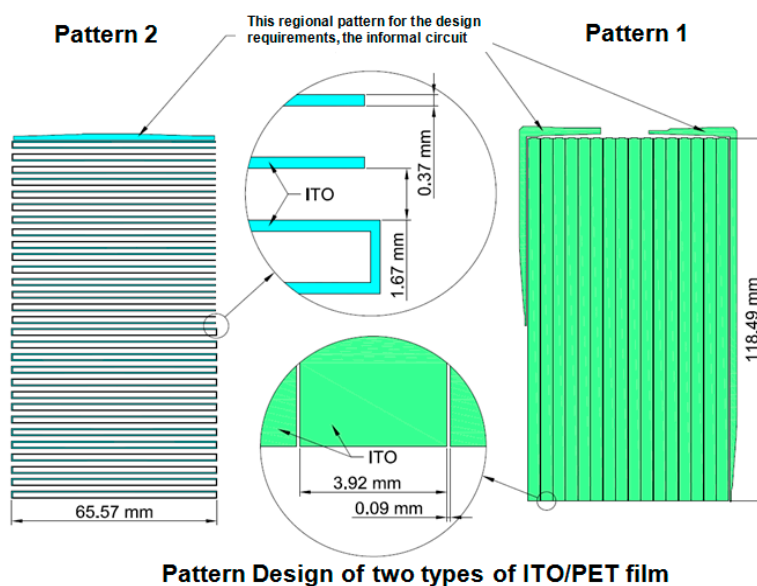 Pattern 2
This regional pattern for the design
requirements, the informal circuit
Pattern 1
0.37 mm
ITO
1.67 mm
118.49 mm
ITO
3.92 mm
0.09 mm
65.57 mm
Pattern Design of two types of ITO/PET film